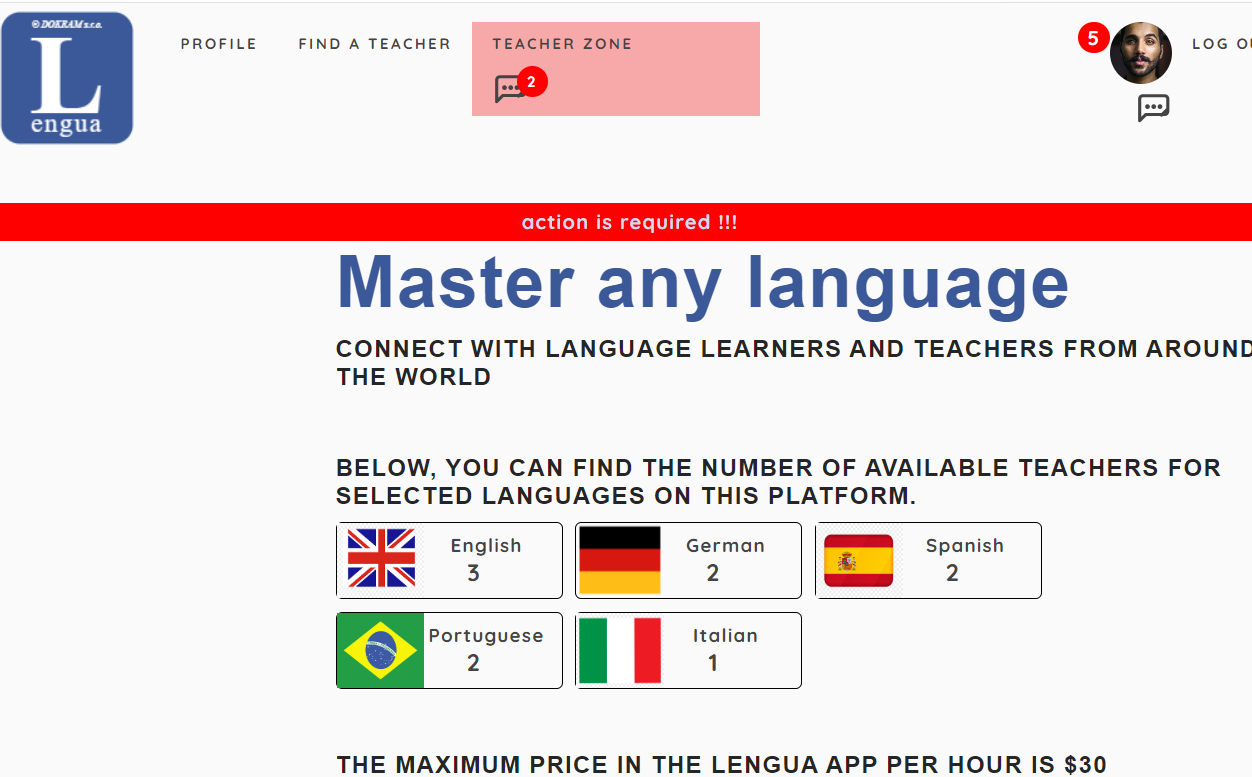 © DOKRAM s.r.o.
L
engua
PROFILE
FIND A TEACHER
TEACHER ZONE
2
5
LOG OU
action is required !!!
Master any language
CONNECT WITH LANGUAGE LEARNERS AND TEACHERS FROM AROUND
THE WORLD
BELOW, YOU CAN FIND THE NUMBER OF AVAILABLE TEACHERS FOR
SELECTED LANGUAGES ON THIS PLATFORM.
English
3
German
2
Spanish
2
Portuguese
2
Italian
1
THE MAXIMUM PRICE IN THE LENGUA APP PER HOUR IS $30